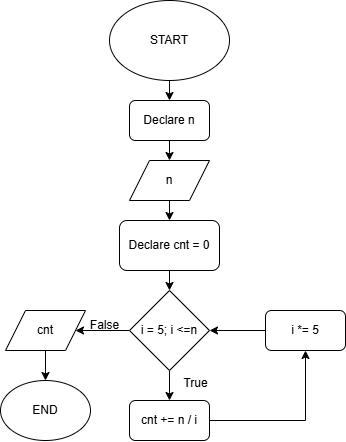 START
Declare n
n
Declare cnt = 0
i = 5; i <=n
False
True
cnt
i *= 5
END
cnt += n / i